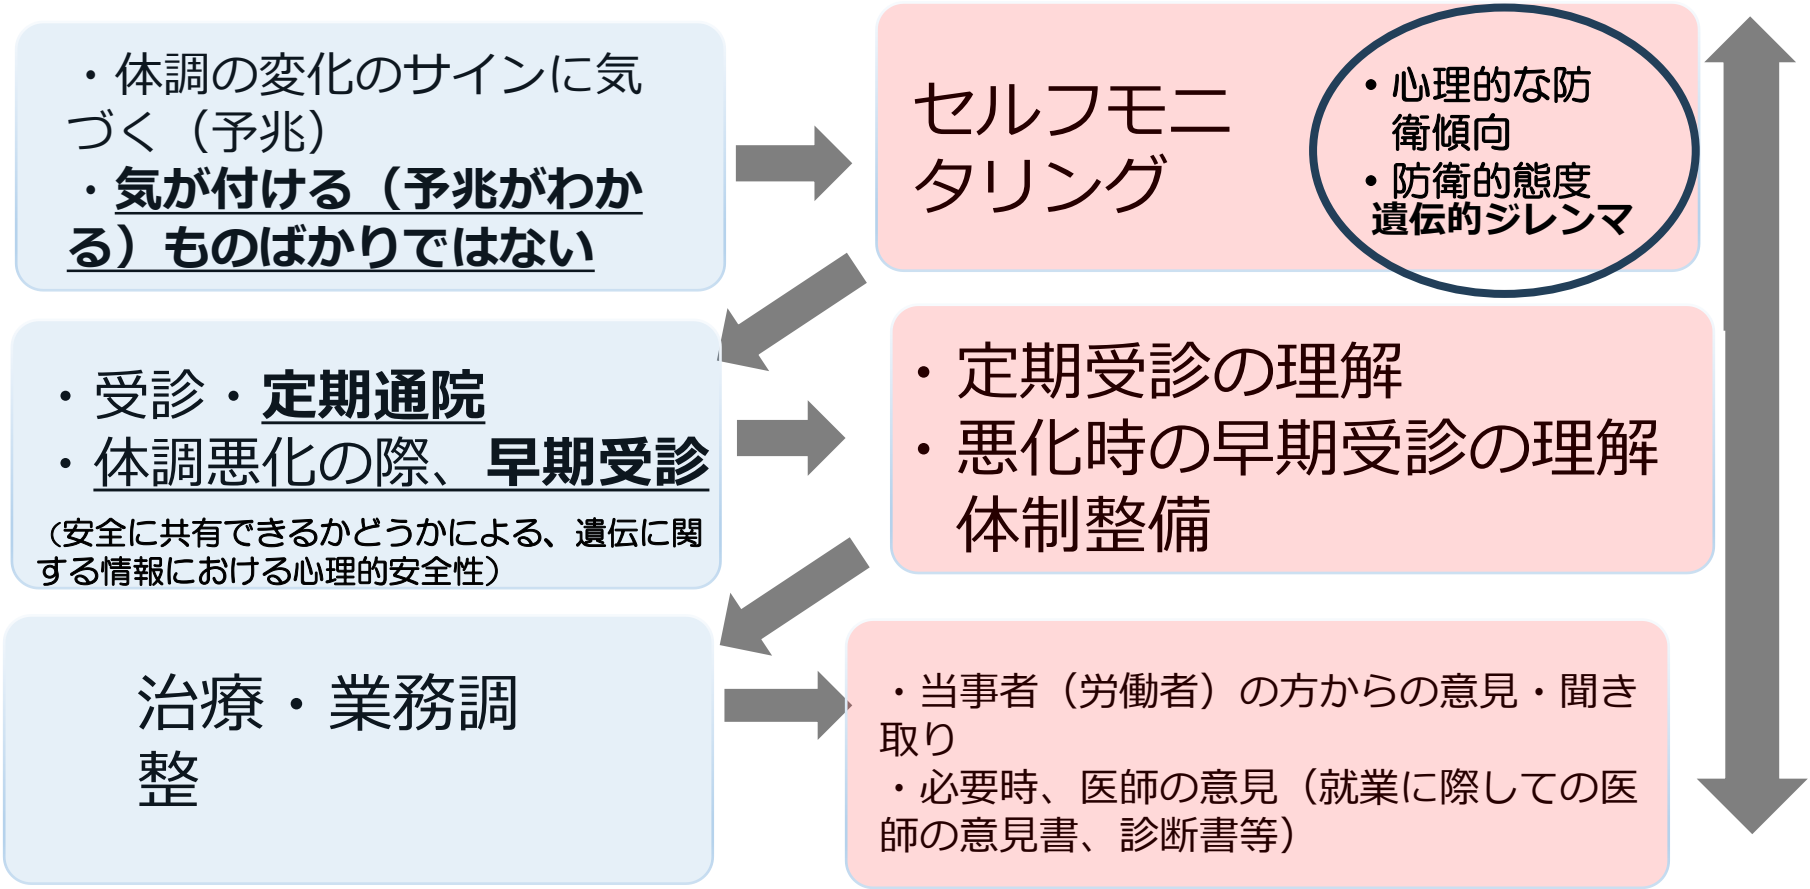 ・体調の変化のサインに気
づく（予兆）
・気が付ける（予兆がわか
る）ものばかりではない
セルフモニ
タリング
・心理的な防
衛傾向
・防衛的態度
遺伝的ジレンマ
・受診・定期通院
・体調悪化の際、早期受診
（安全に共有できるかどうかによる、遺伝に関
する情報における心理的安全性）
・定期受診の理解
・悪化時の早期受診の理解
体制整備
治療・業務調
整
・当事者（労働者）の方からの意見・聞き
取り
・必要時、医師の意見（就業に際しての医
師の意見書、診断書等）